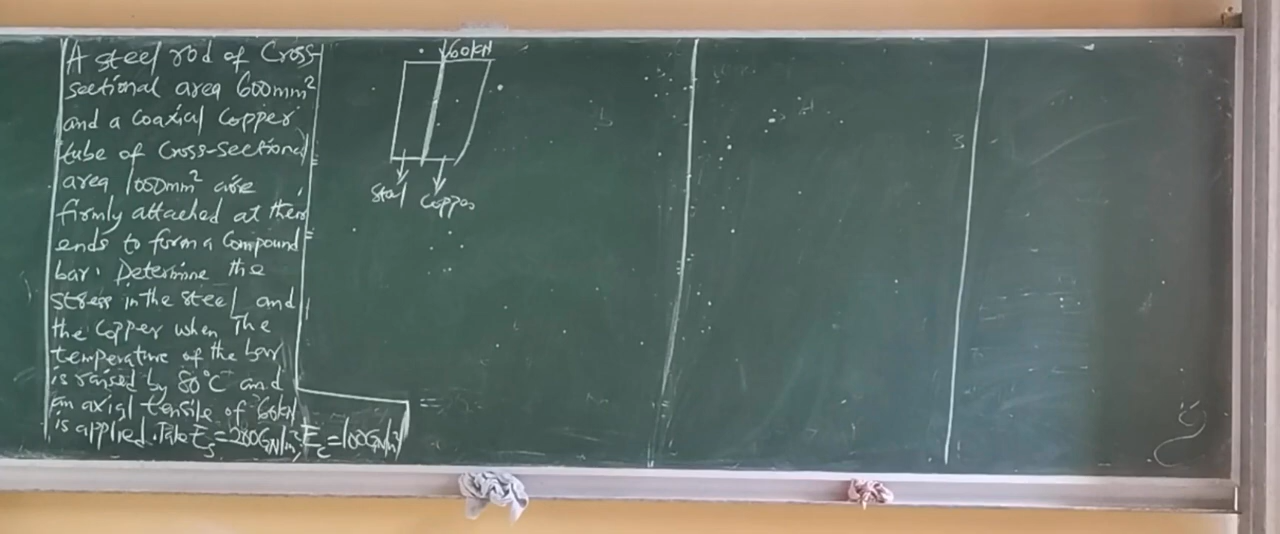 A steel rod of Cross-
sectional area 600mm²
and a coaxial copper
tube of cross-sectional
area 1000mm² are
firmly attached at their
ends to form a compound
bar. Determine the
stress in the steel and
the copper when the
temperature of the bar
is raised by 80°C and
an axial tensile of 60kN
is applied. Take Es=200GN/m², Ec=100GN/m²
60kN
Steel Copper